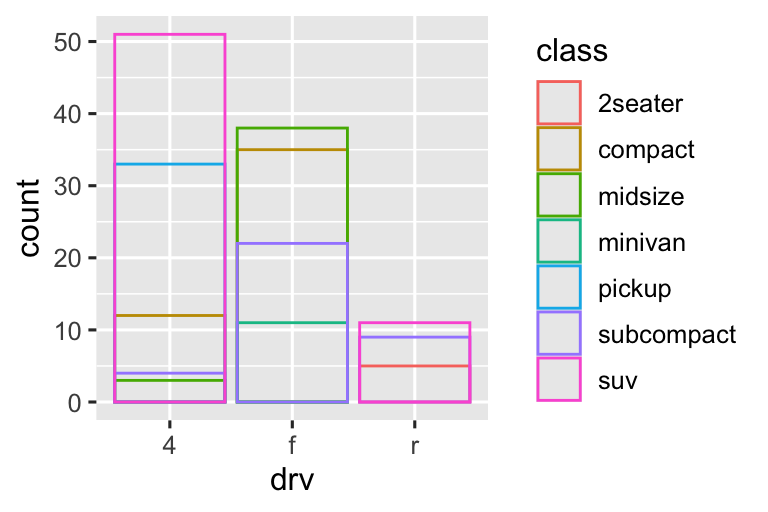 50
40
30
20
10
0
count
4 f r
drv
class
2seater
compact
midsize
minivan
pickup
subcompact
suv